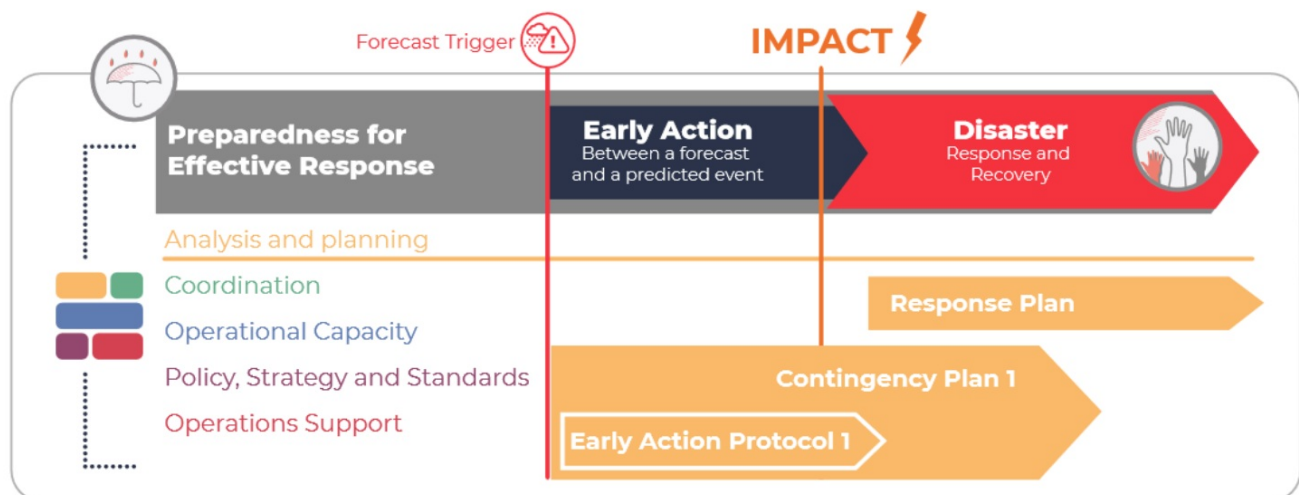 Forecast Trigger
IMPACT
Preparedness for
Effective Response
Early Action
Between a forecast
and a predicted event
Disaster
Response and
Recovery
Analysis and planning
Coordination
Operational Capacity
Policy, Strategy and Standards
Operations Support
Response Plan
Contingency Plan 1
Early Action Protocol 1